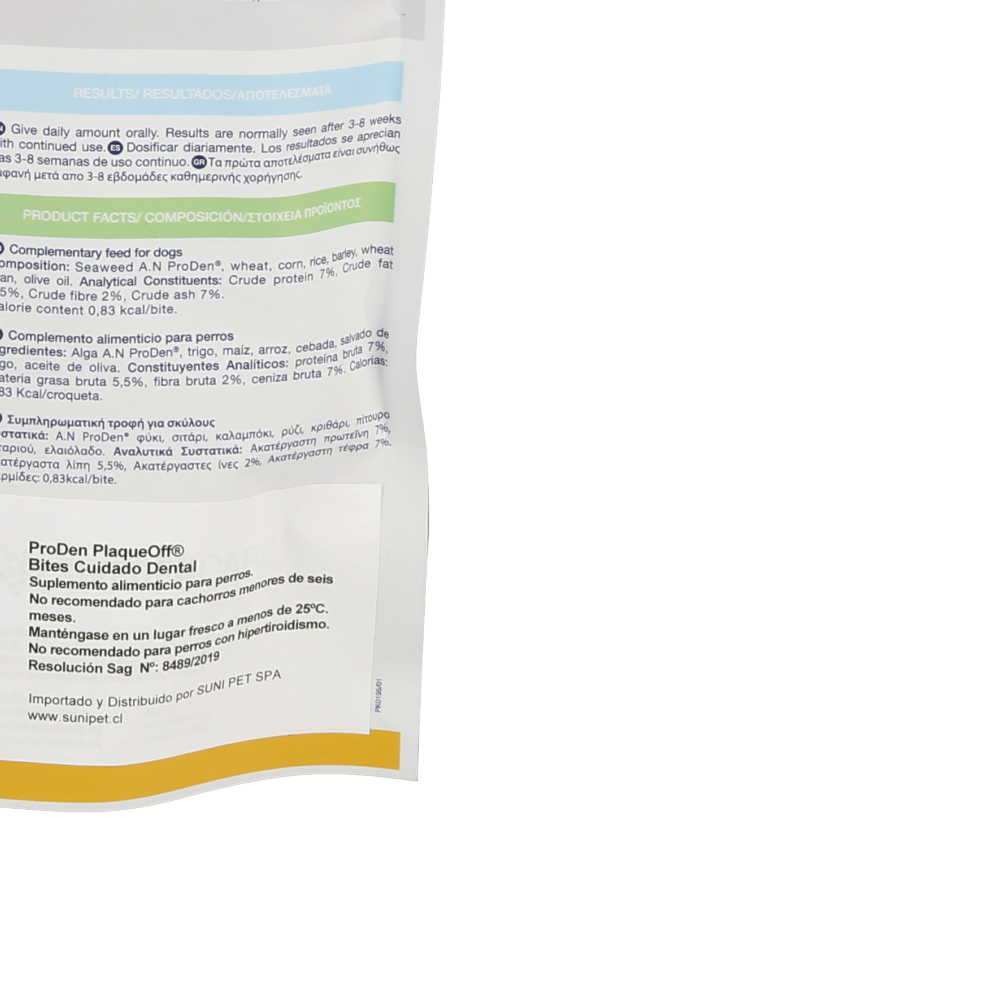 RESULTS/ RESULTADOS/ΑΠΟΤΕΛΕΣΜΑΤΑ
Give daily amount orally. Results are normally seen after 3-8 weeks
ith continued use. ES Dosificar diariamente. Los resultados se aprecian
as 3-8 semanas de uso continuo. GR Τα πρώτα αποτελέσματα είναι συνήθως
μφανή μετά απο 3-8 εβδομάδες καθημερινής χορήγησης.
PRODUCT FACTS/ COMPOSICIÓN/ΣΤΟΙΧΕΙΑ ΠΡΟΪΟΝΤΟΣ
Complementary feed for dogs
omposition: Seaweed A.N ProDen®, wheat, corn, rice, barley, wheat
an, olive oil. Analytical Constituents: Crude protein 7%, Crude fat
5%, Crude fibre 2%, Crude ash 7%.
alorie content 0,83 kcal/bite.
Complemento alimenticio para perros
gredientes: Alga A.N ProDen®, trigo, maíz, arroz, cebada, salvado de
go, aceite de oliva. Constituyentes Analíticos: proteína bruta 7%,
ateria grasa bruta 5,5%, fibra bruta 2%, ceniza bruta 7%. Calorías:
83 Kcal/croqueta.
Συμπληρωματική τροφή για σκύλους
στατικά: A.N ProDen® φύκι, σιτάρι, καλαμπόκι, ρύζι, κριθάρι, πίτουρο
ταριού, ελαιόλαδο. Αναλυτικά Συστατικά: Ακατέργαστη πρωτεΐνη 7%,
ατέργαστα λίπη 5,5%, Ακατέργαστες ίνες 2%, Ακατέργαστη τέφρα 7%.
ρμίδες: 0,83kcal/bite.
ProDen PlaqueOff®
Bites Cuidado Dental
Suplemento alimenticio para perros.
No recomendado para cachorros menores de seis
meses.
Manténgase en un lugar fresco a menos de 25ºC.
No recomendado para perros con hipertiroidismo.
Resolución Sag Nº: 8489/2019
Importado y Distribuido por SUNI PET SPA
www.sunipet.cl
PK0195/01